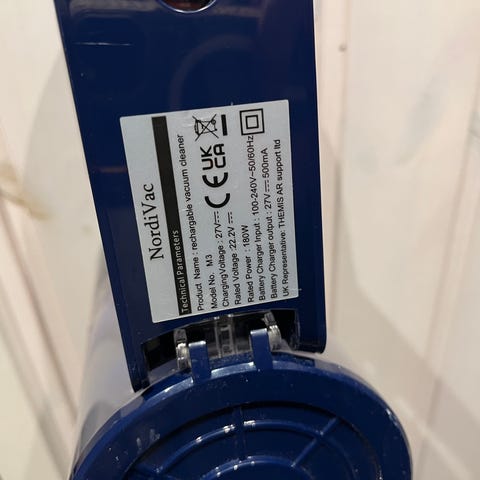 NordiVac
Technical Parameters
Product Name : rechargable vacuum cleaner
Model No. M3
ChargingVoltage : 27V⎓
Rated Voltage :22.2V⎓
Rated Power : 180W
Battery Charger Input : 100-240V~50/60Hz
Battery Charger output : 27V⎓ 500mA
UK.Representative: THEMIS AR support ltd
CE
UK
CA